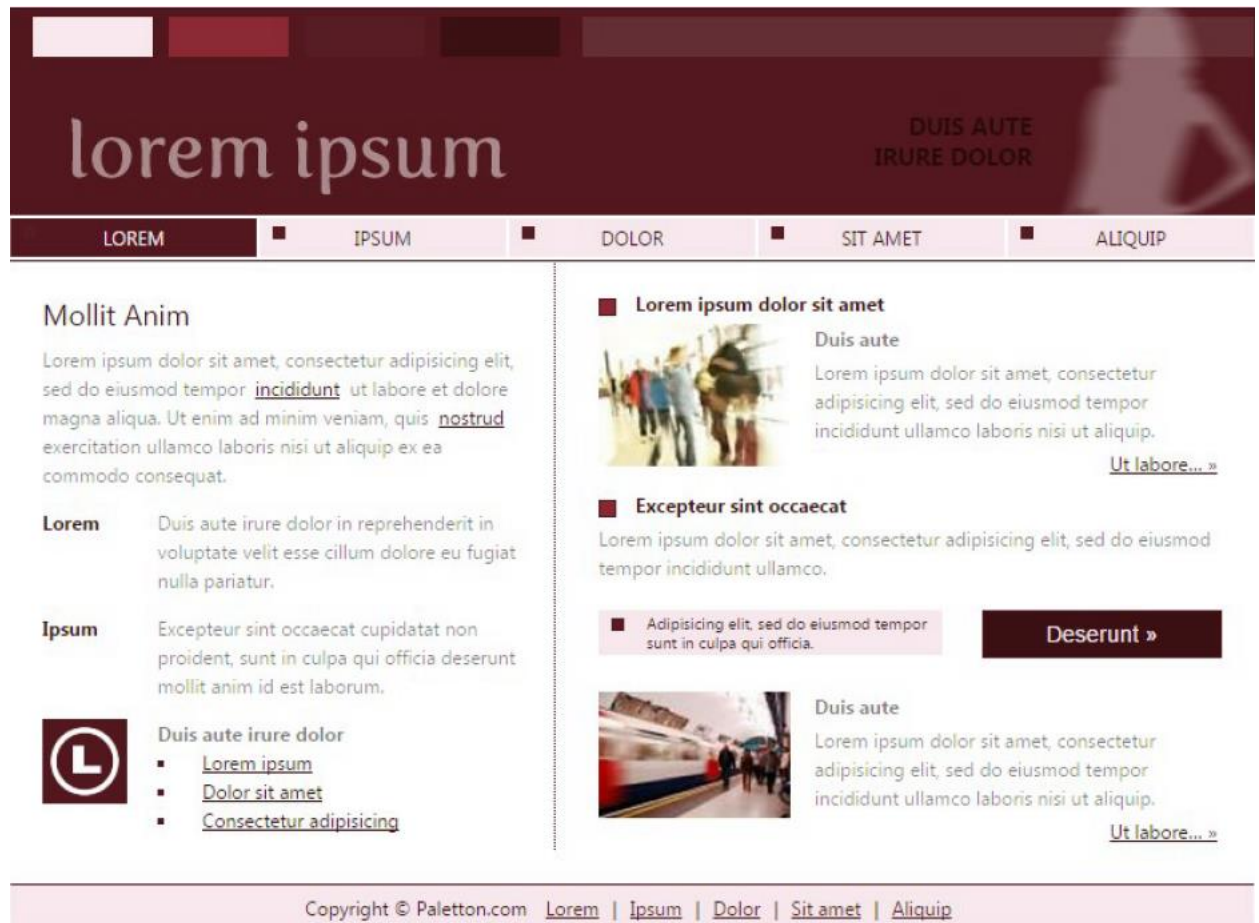 lorem ipsum
DUIS AUTE
IRURE DOLOR
LOREM
IPSUM
DOLOR
SIT AMET
ALIQUIP
Mollit Anim
Lorem ipsum dolor sit amet, consectetur adipisicing elit,
sed do eiusmod tempor incididunt ut labore et dolore
magna aliqua. Ut enim ad minim veniam, quis nostrud
exercitation ullamco laboris nisi ut aliquip ex ea
commodo consequat.
Lorem
Duis aute irure dolor in reprehenderit in
voluptate velit esse cillum dolore eu fugiat
nulla pariatur.
Ipsum
Excepteur sint occaecat cupidatat non
proident, sunt in culpa qui officia deserunt
mollit anim id est laborum.
L
Duis aute irure dolor
Lorem ipsum
Dolor sit amet
Consectetur adipisicing
Lorem ipsum dolor sit amet
Duis aute
Lorem ipsum dolor sit amet, consectetur
adipisicing elit, sed do eiusmod tempor
incididunt ullamco laboris nisi ut aliquip.
Ut labore... »
Excepteur sint occaecat
Lorem ipsum dolor sit amet, consectetur adipisicing elit, sed do eiusmod
tempor incididunt ullamco.
Adipisicing elit, sed do eiusmod tempor
sunt in culpa qui officia.
Deserunt »
Duis aute
Lorem ipsum dolor sit amet, consectetur
adipisicing elit, sed do eiusmod tempor
incididunt ullamco laboris nisi ut aliquip.
Ut labore... »
Copyright © Paletton.com Lorem | Ipsum | Dolor | Sit amet | Aliquip